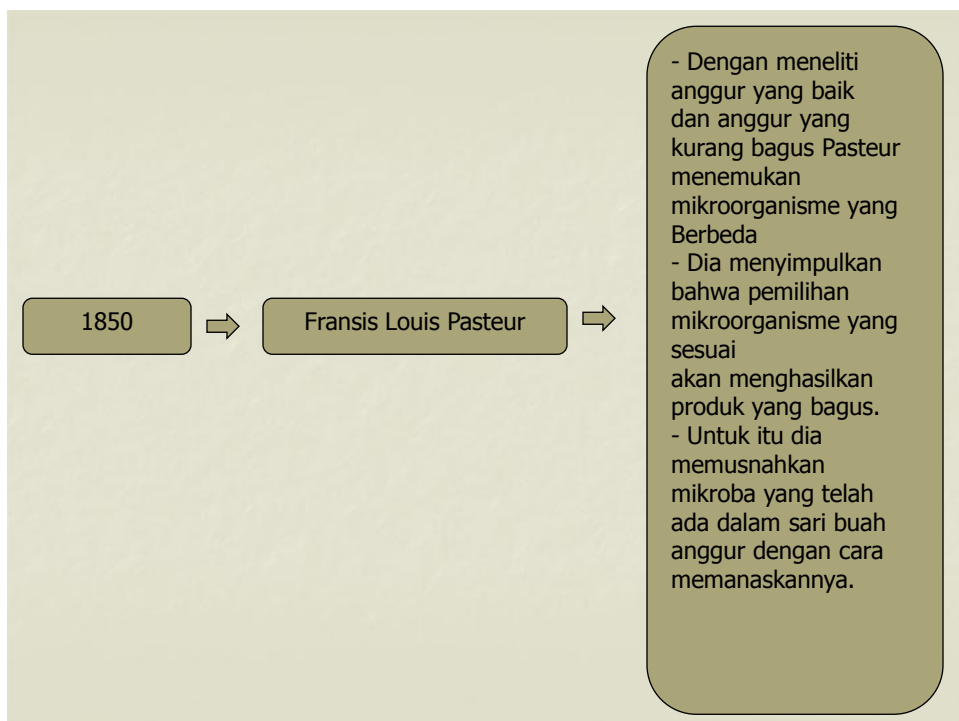 1850
Fransis Louis Pasteur
- Dengan meneliti
anggur yang baik
dan anggur yang
kurang bagus Pasteur
menemukan
mikroorganisme yang
Berbeda
- Dia menyimpulkan
bahwa pemilihan
mikroorganisme yang
sesuai
akan menghasilkan
produk yang bagus.
- Untuk itu dia
memusnahkan
mikroba yang telah
ada dalam sari buah
anggur dengan cara
memanaskannya.